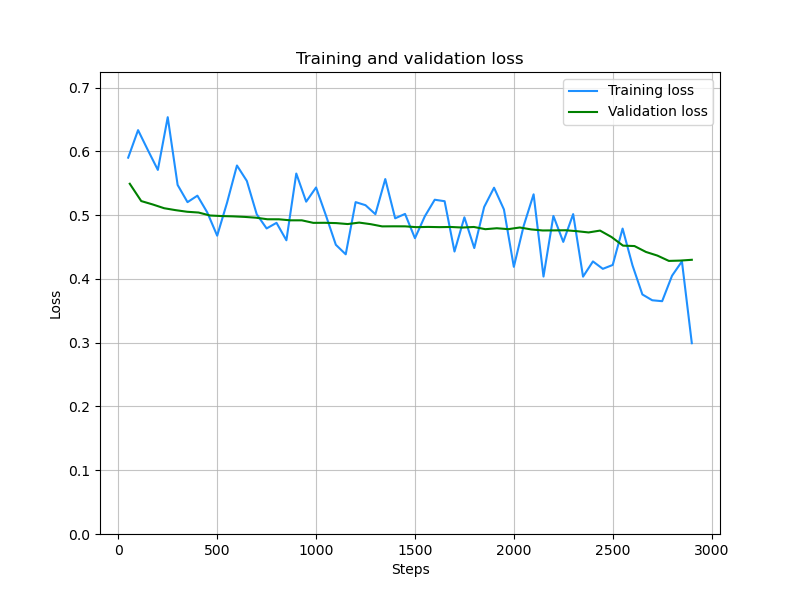 Training and validation loss
Training loss
Validation loss
0.7
0.6
0.5
0.4
0.3
0.2
0.1
0.0
Loss
0 500 1000 1500 2000 2500 3000
Steps